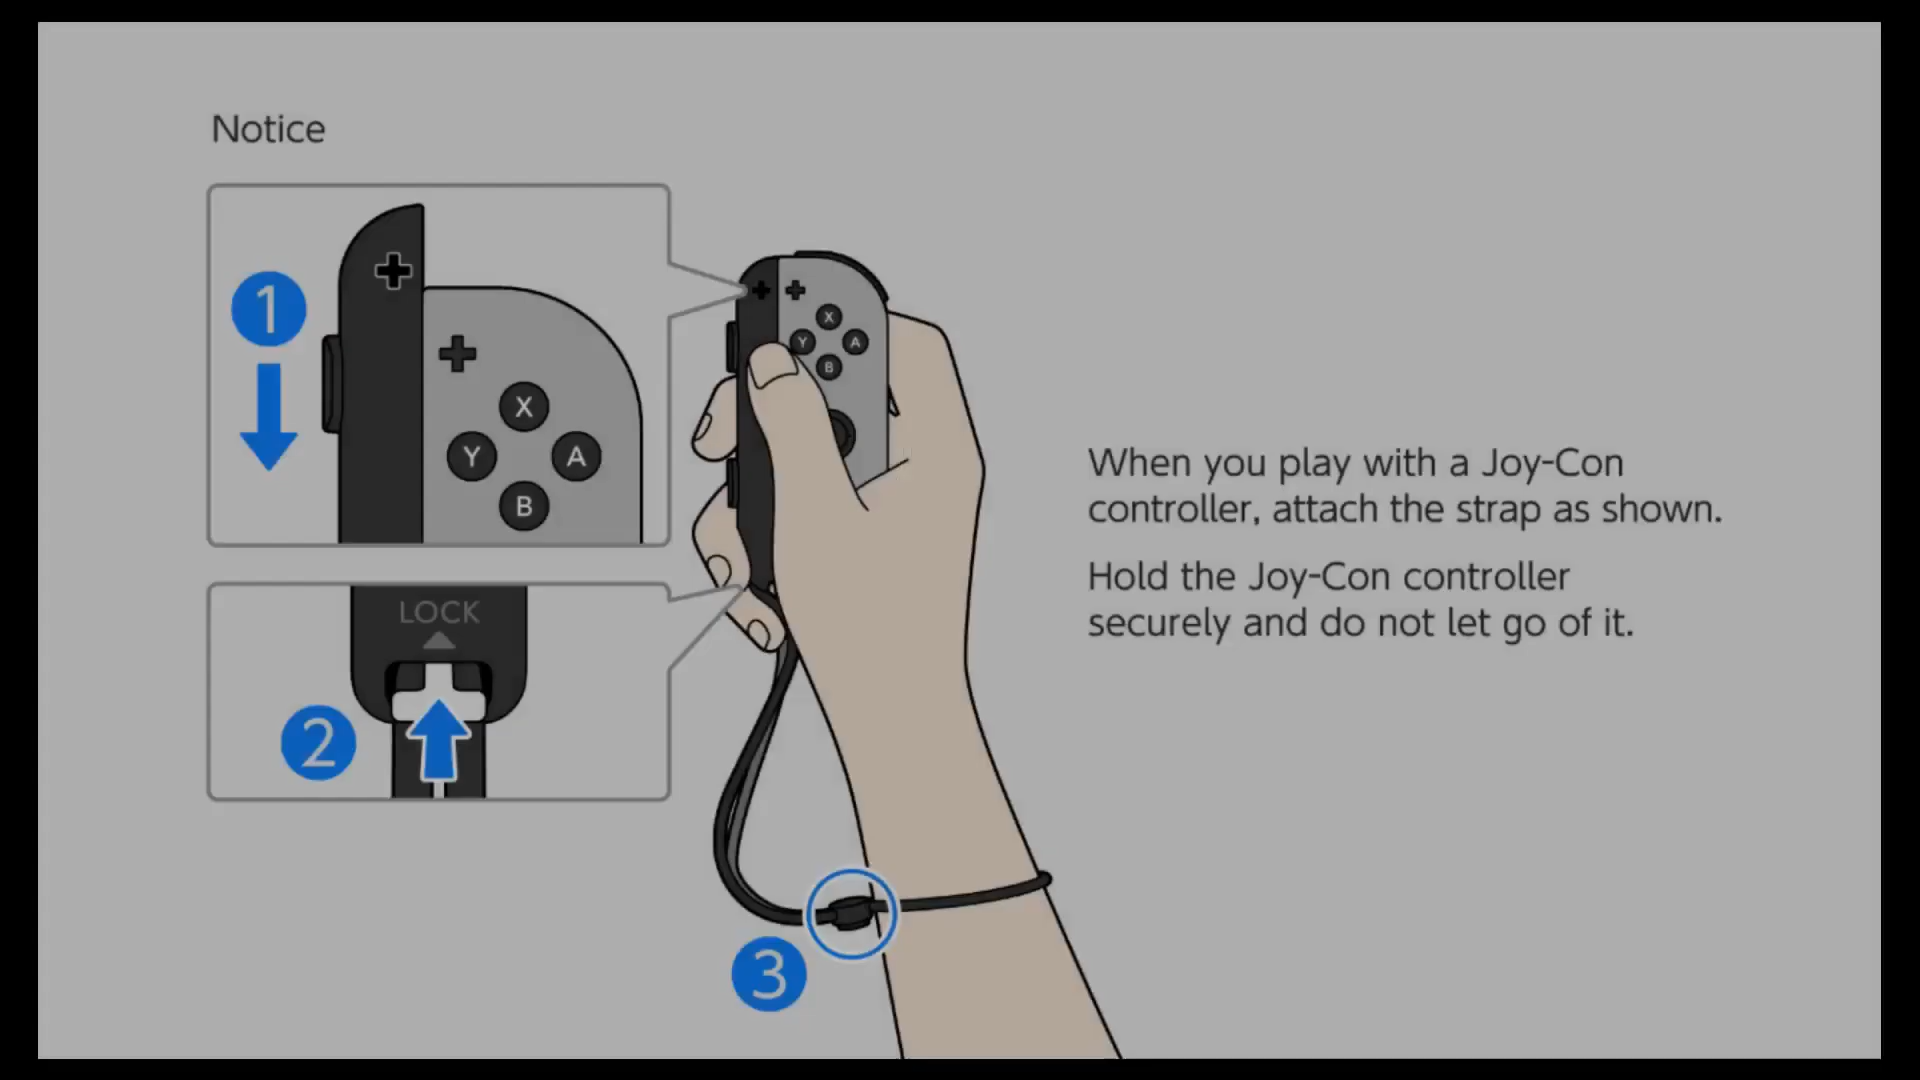 Notice
1
X
Y
A
B
X
Y
A
B
When you play with a Joy-Con
controller, attach the strap as shown.
Hold the Joy-Con controller
securely and do not let go of it.
LOCK
2
3